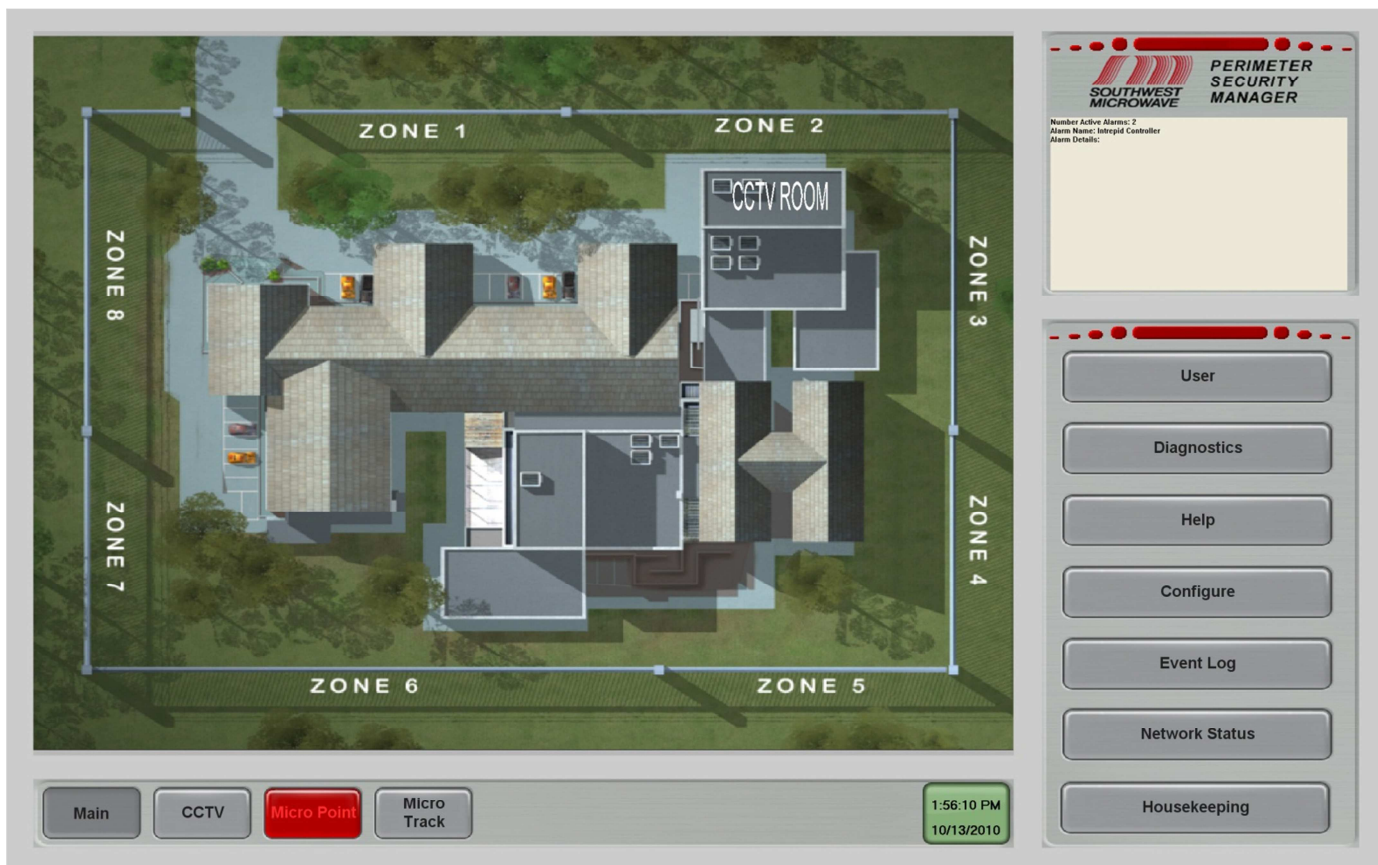 ZONE 1
ZONE 2
CCTV ROOM
ZONE 8
ZONE 3
ZONE 7
ZONE 4
ZONE 6
ZONE 5
Main
CCTV
Micro Point
Micro
Track
1:56:10 PM
10/13/2010
SOUTHWEST
MICROWAVE
PERIMETER
SECURITY
MANAGER
Number Active Alarms: 2
Alarm Name: Intrepid Controller
Alarm Details:
User
Diagnostics
Help
Configure
Event Log
Network Status
Housekeeping